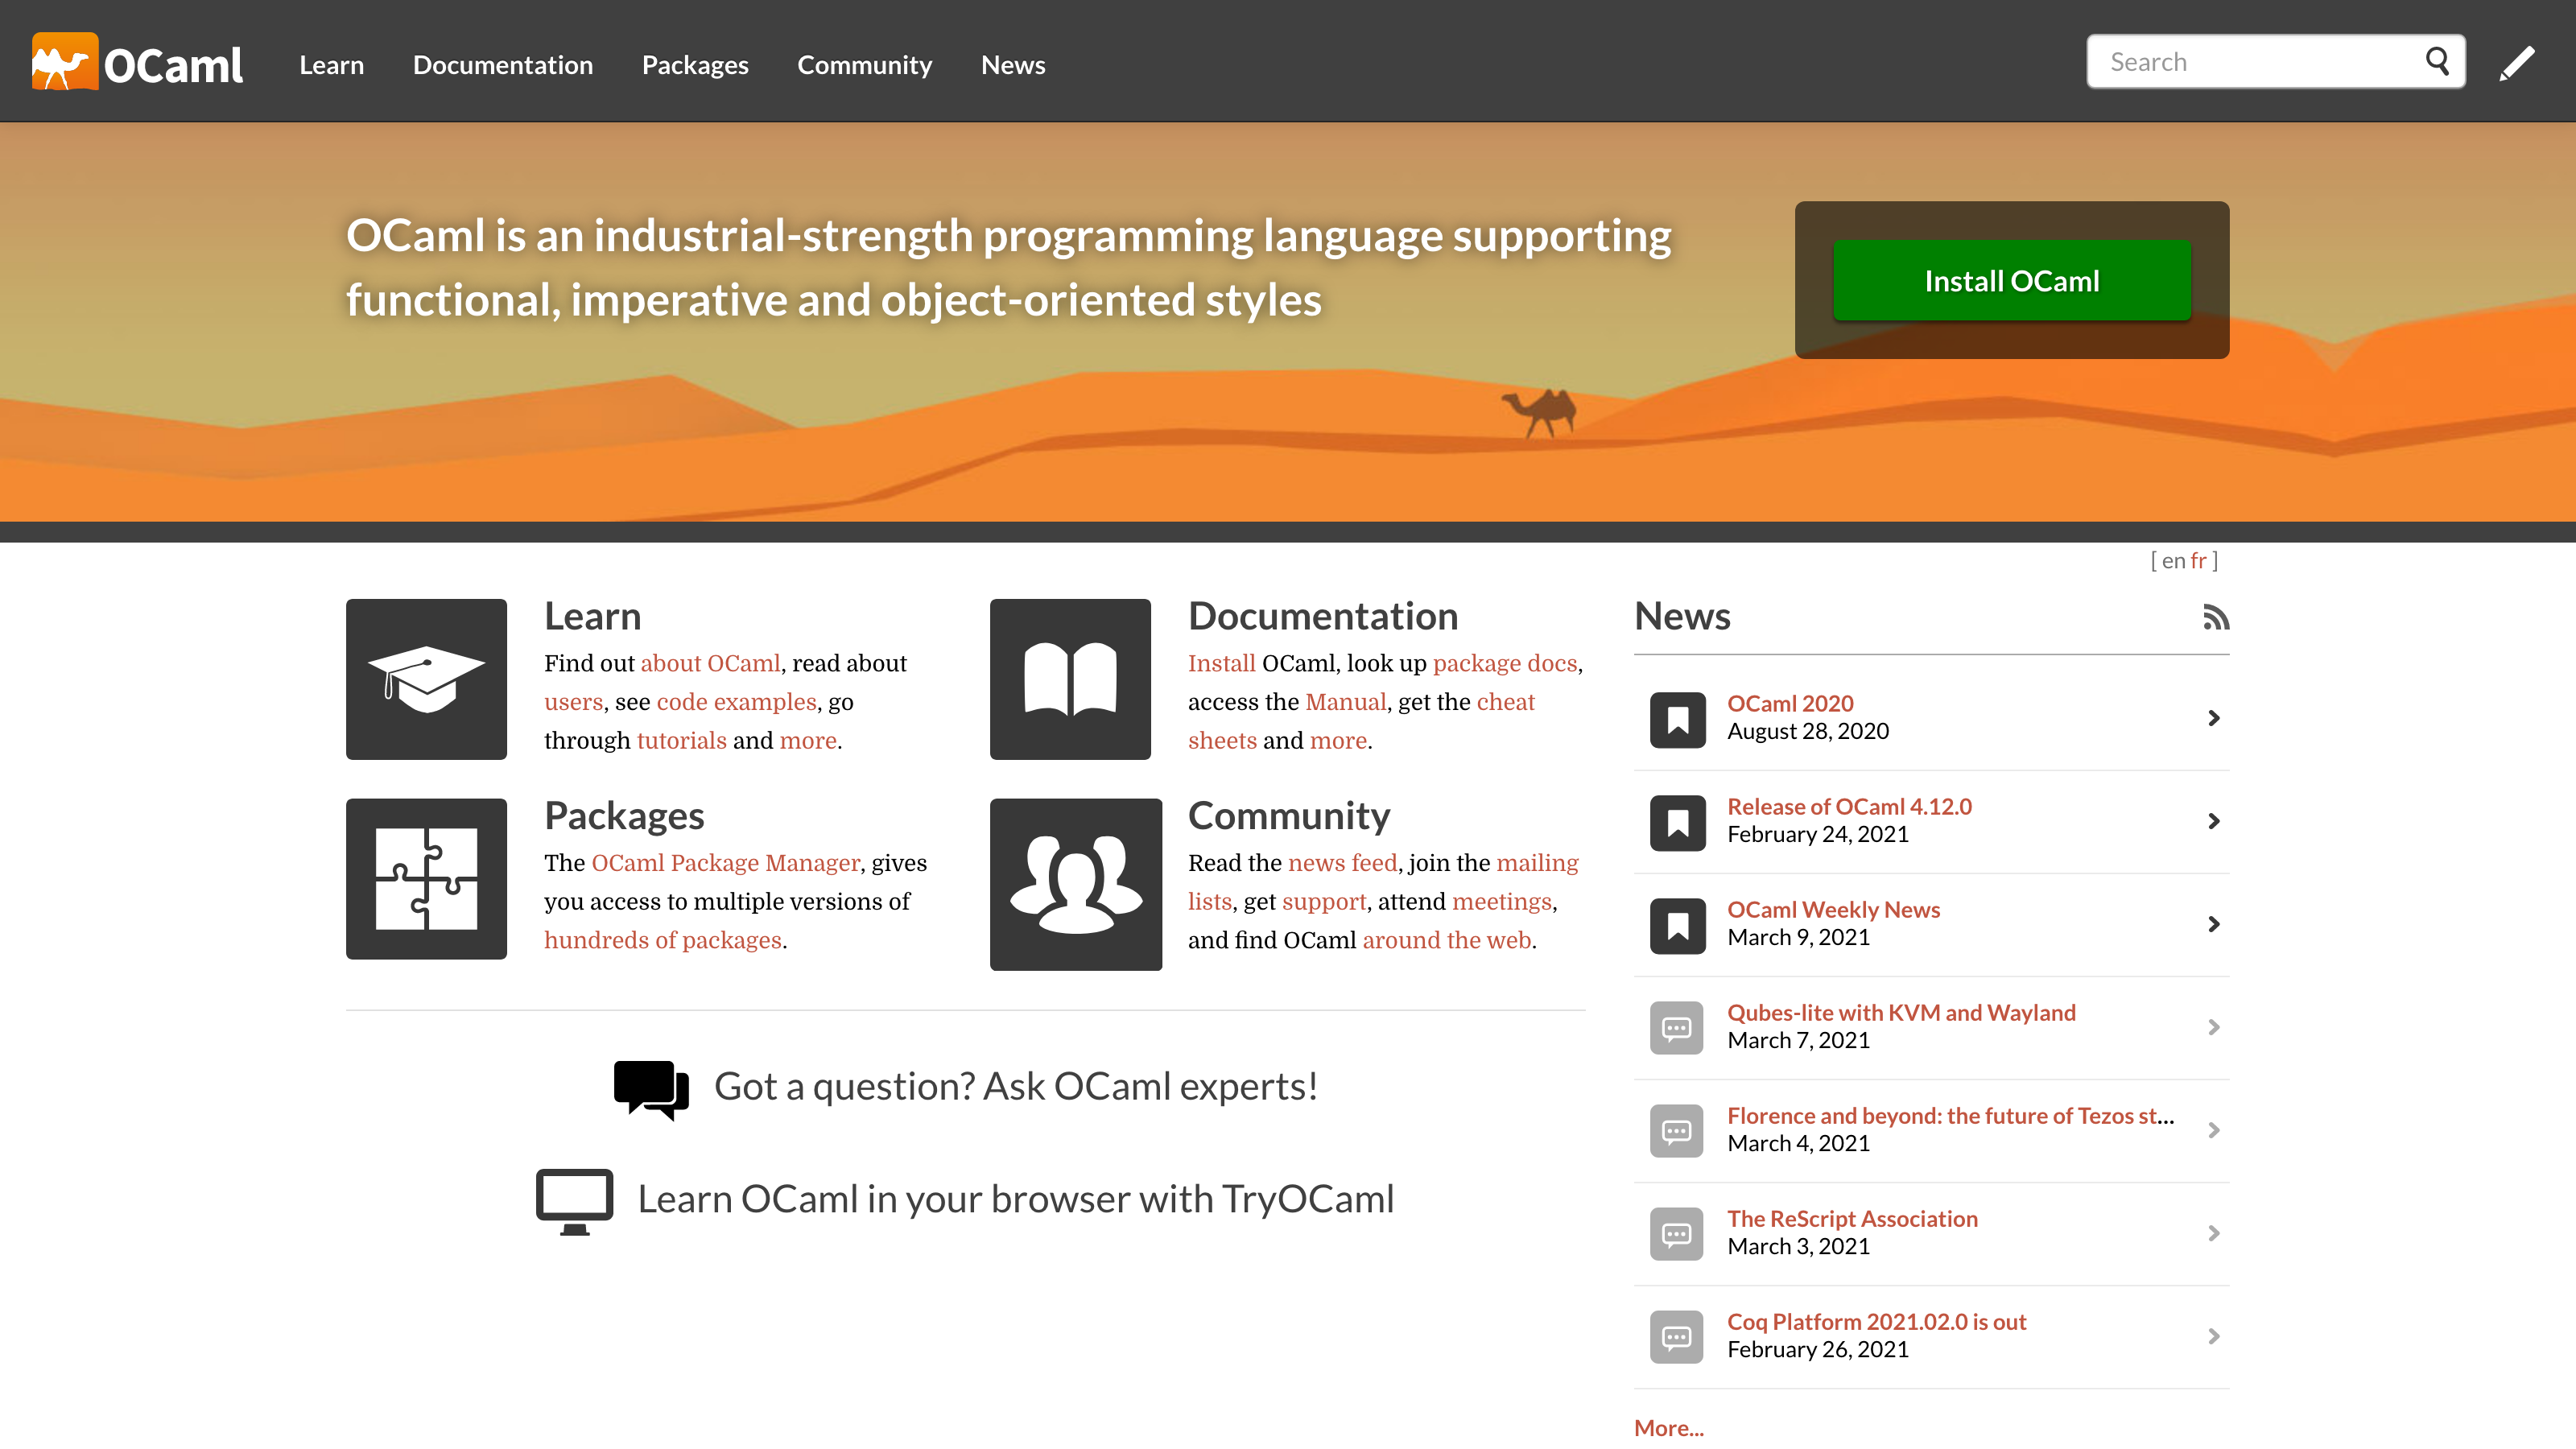 OCaml
Learn
Documentation
Packages
Community
News
Search
OCaml is an industrial-strength programming language supporting
functional, imperative and object-oriented styles
Install OCaml
[ en fr ]
Learn
Find out about OCaml, read about
users, see code examples, go
through tutorials and more.
Documentation
Install OCaml, look up package docs,
access the Manual, get the cheat
sheets and more.
Packages
The OCaml Package Manager, gives
you access to multiple versions of
hundreds of packages.
Community
Read the news feed, join the mailing
lists, get support, attend meetings,
and find OCaml around the web.
Got a question? Ask OCaml experts!
Learn OCaml in your browser with TryOCaml
News
OCaml 2020
August 28, 2020
Release of OCaml 4.12.0
February 24, 2021
OCaml Weekly News
March 9, 2021
Qubes-lite with KVM and Wayland
March 7, 2021
Florence and beyond: the future of Tezos st...
March 4, 2021
The ReScript Association
March 3, 2021
Coq Platform 2021.02.0 is out
February 26, 2021
More...